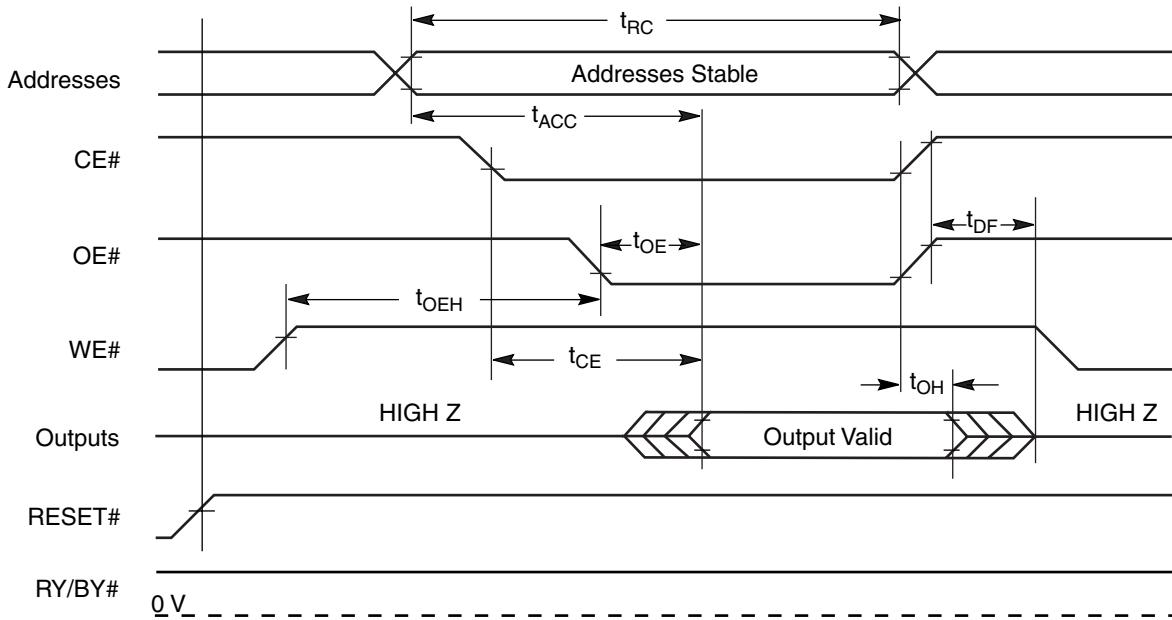 tRC
Addresses
Addresses Stable
tACC
CE#
tDF
OE#
tOE
tOEH
WE#
tCE
tOH
HIGH Z
HIGH Z
Outputs
Output Valid
RESET#
RY/BY#
0 V